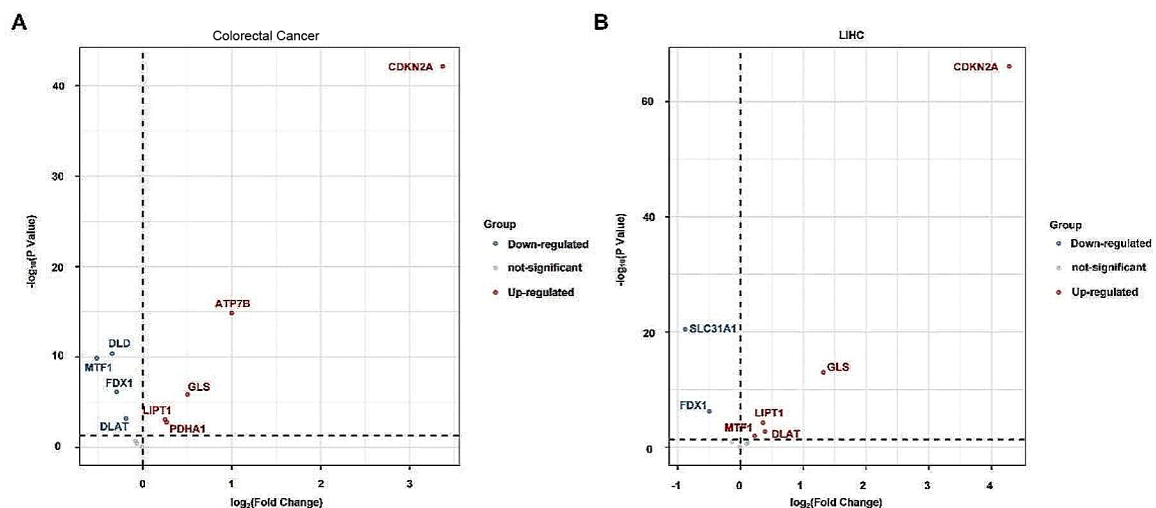 A
Colorectal Cancer
CDKN2A
ATP7B
DLD
MTF1
FDX1
GLS
LIPT1
PDHA1
DLAT
40
30
20
10
0
-log₁₀(P Value)
0
1
2
3
log₂(Fold Change)
Group
Down-regulated
not-significant
Up-regulated
B
LIHC
CDKN2A
SLC31A1
GLS
FDX1
LIPT1
MTF1
DLAT
60
40
20
0
-log₁₀(P Value)
-1
0
1
2
3
4
log₂(Fold Change)
Group
Down-regulated
not-significant
Up-regulated